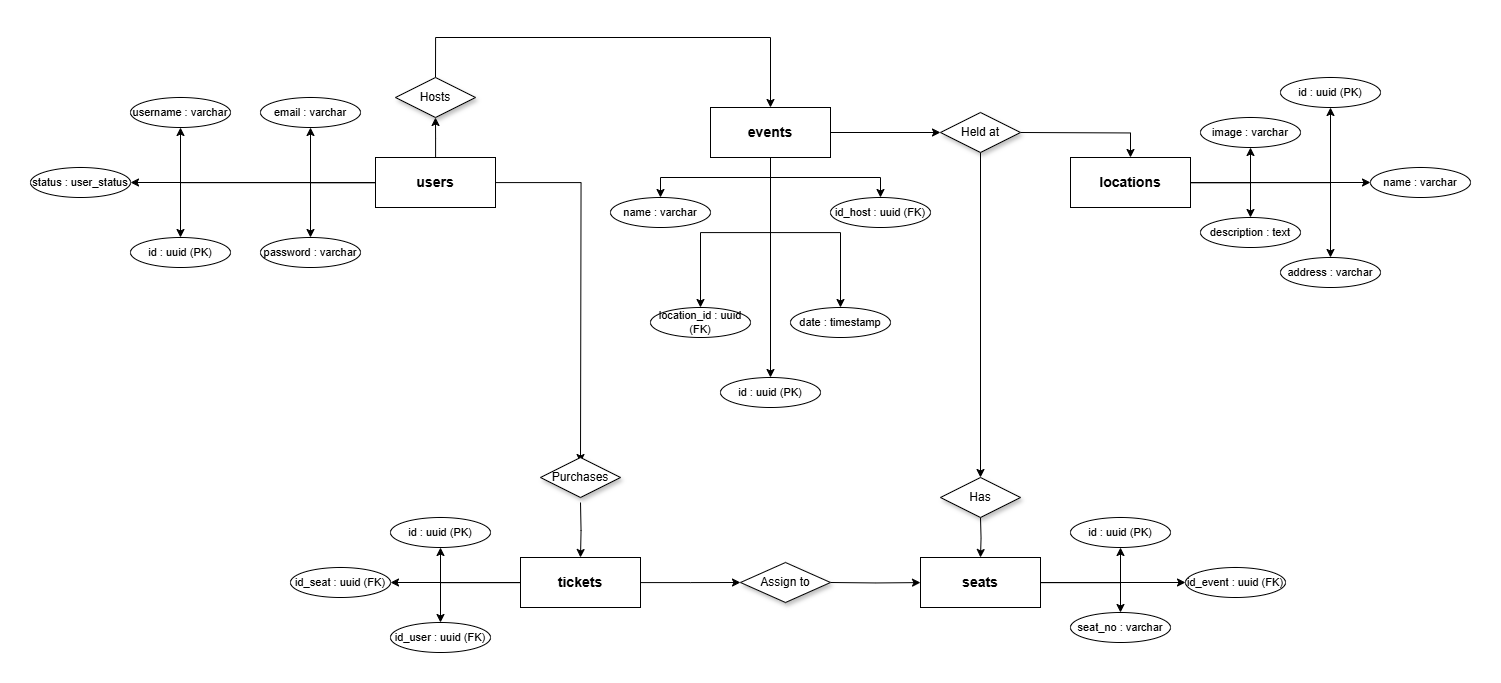 Hosts
username : varchar
email : varchar
status : user_status
users
id : uuid (PK)
password : varchar
events
name : varchar
id_host : uuid (FK)
location_id : uuid
(FK)
date : timestamp
id : uuid (PK)
Held at
id : uuid (PK)
image : varchar
locations
name : varchar
description : text
address : varchar
Purchases
Has
id : uuid (PK)
id_seat : uuid (FK)
tickets
id_user : uuid (FK)
Assign to
seats
id : uuid (PK)
id_event : uuid (FK)
seat_no : varchar